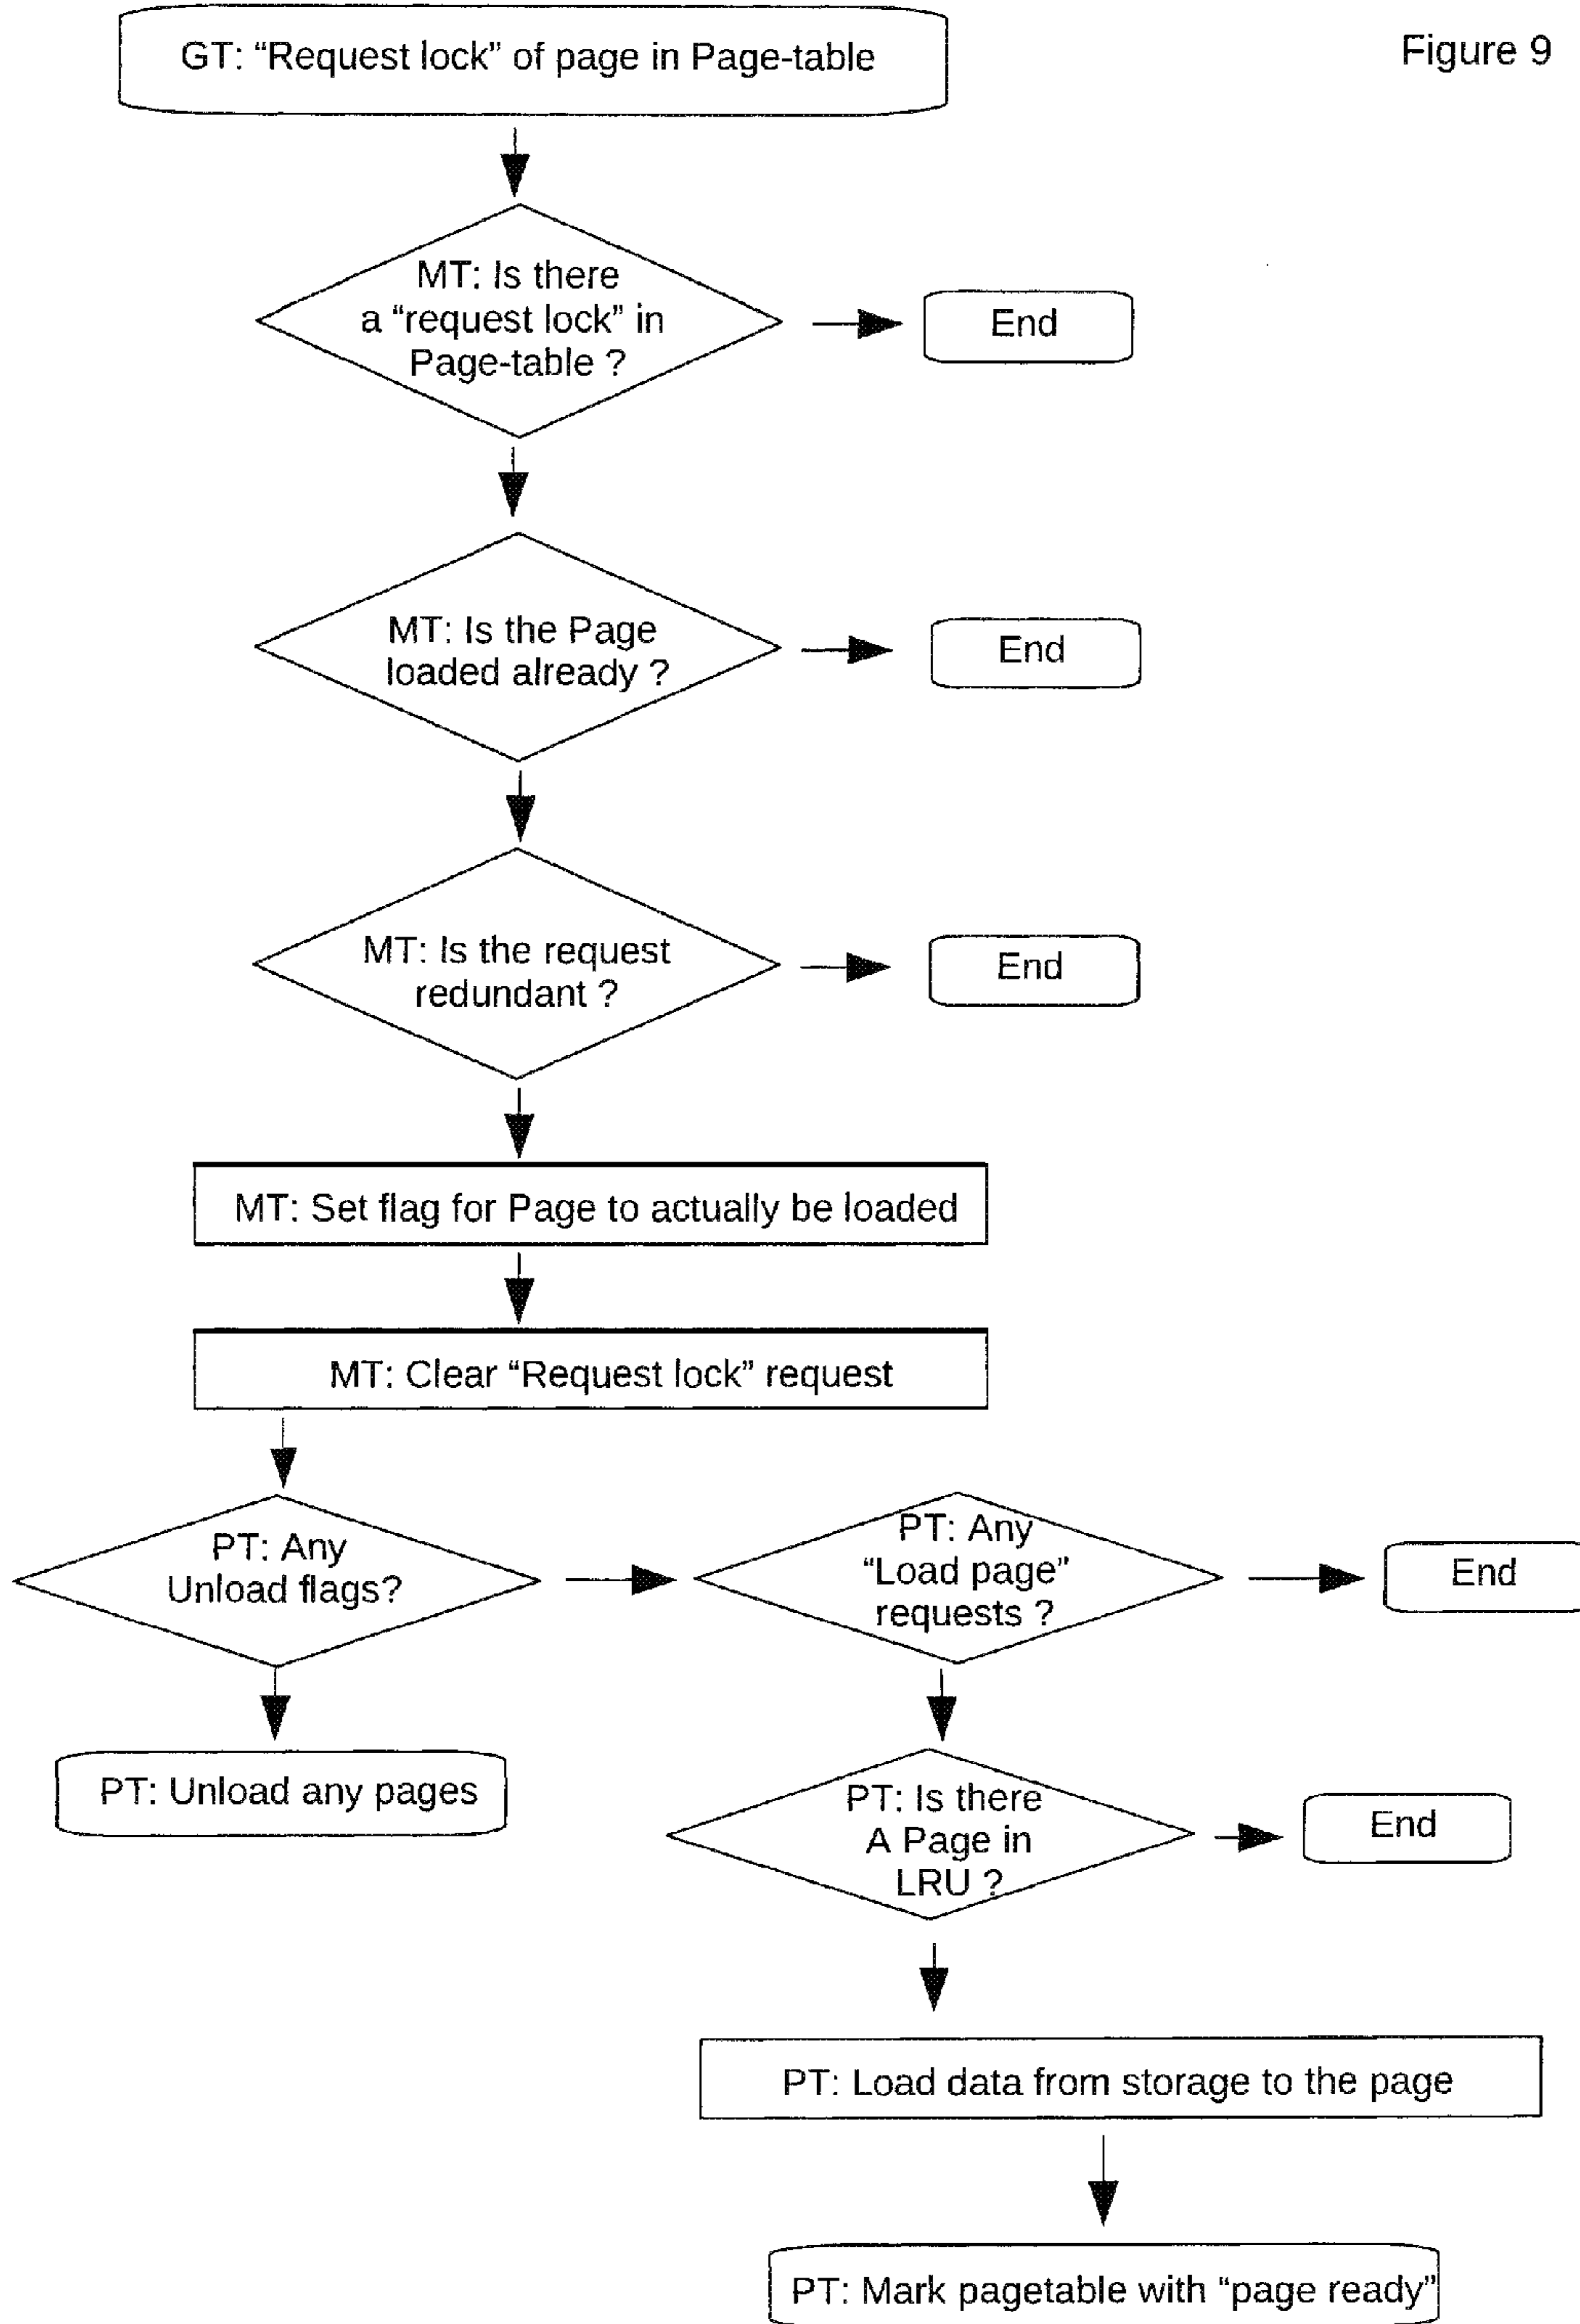 GT: “Request lock” of page in Page-table
Figure 9
MT: Is there
a “request lock” in
Page-table ?
End
MT: Is the Page
loaded already ?
End
MT: Is the request
redundant ?
End
MT: Set flag for Page to actually be loaded
MT: Clear “Request lock” request
PT: Any
Unload flags?
PT: Any
“Load page”
requests ?
End
PT: Unload any pages
PT: Is there
A Page in
LRU ?
End
PT: Load data from storage to the page
PT: Mark pagetable with “page ready”